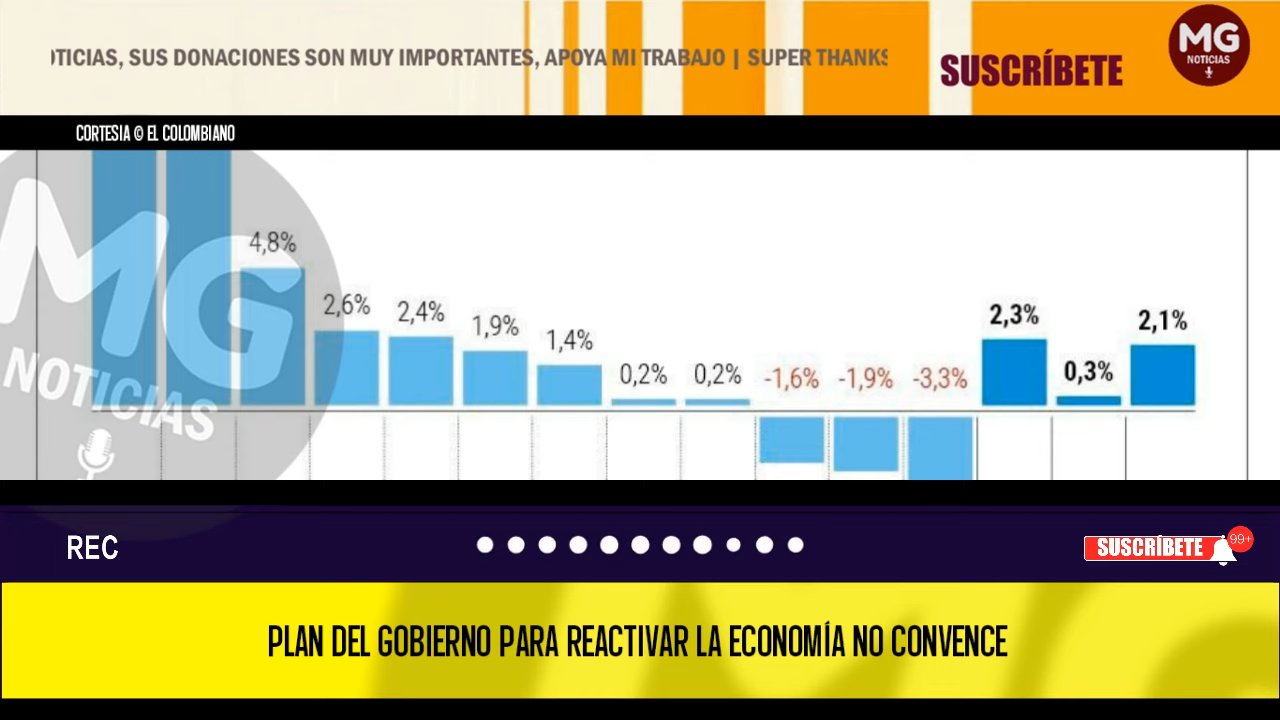 OTICIAS, SUS DONACIONES SON MUY IMPORTANTES, APOYA MI TRABAJO | SUPER THANKS
SUSCRÍBETE
MG
NOTICIAS
CORTESIA © EL COLOMBIANO
MG
NOTICIAS
4,8%
2,6%
2,4%
1,9%
1,4%
0,2%
0,2%
-1,6%
-1,9%
-3,3%
2,3%
0,3%
2,1%
REC
SUSCRÍBETE
99+
PLAN DEL GOBIERNO PARA REACTIVAR LA ECONOMÍA NO CONVENCE